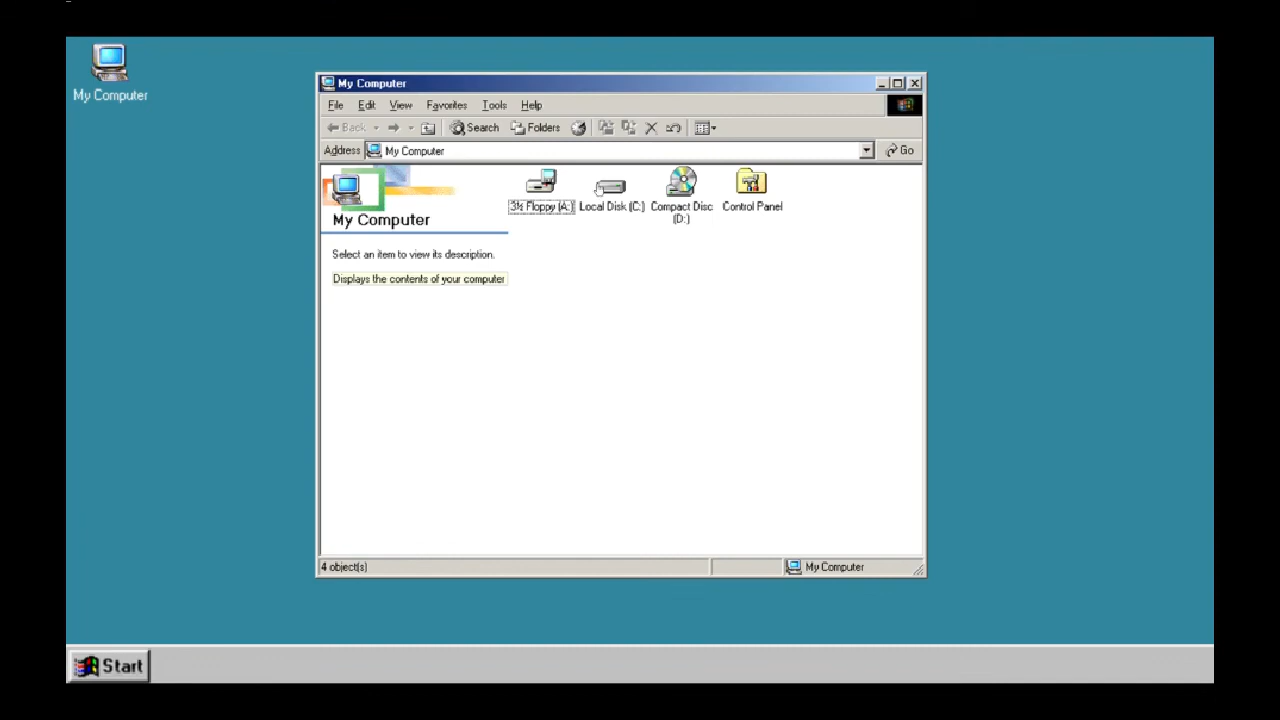 My Computer
My Computer
File Edit View Favorites Tools Help
Back Search Folders
Address My Computer Go
3½ Floppy (A:) Local Disk (C:) Compact Disc (D:) Control Panel
My Computer
Select an item to view its description.
Displays the contents of your computer
4 object(s) My Computer
Start